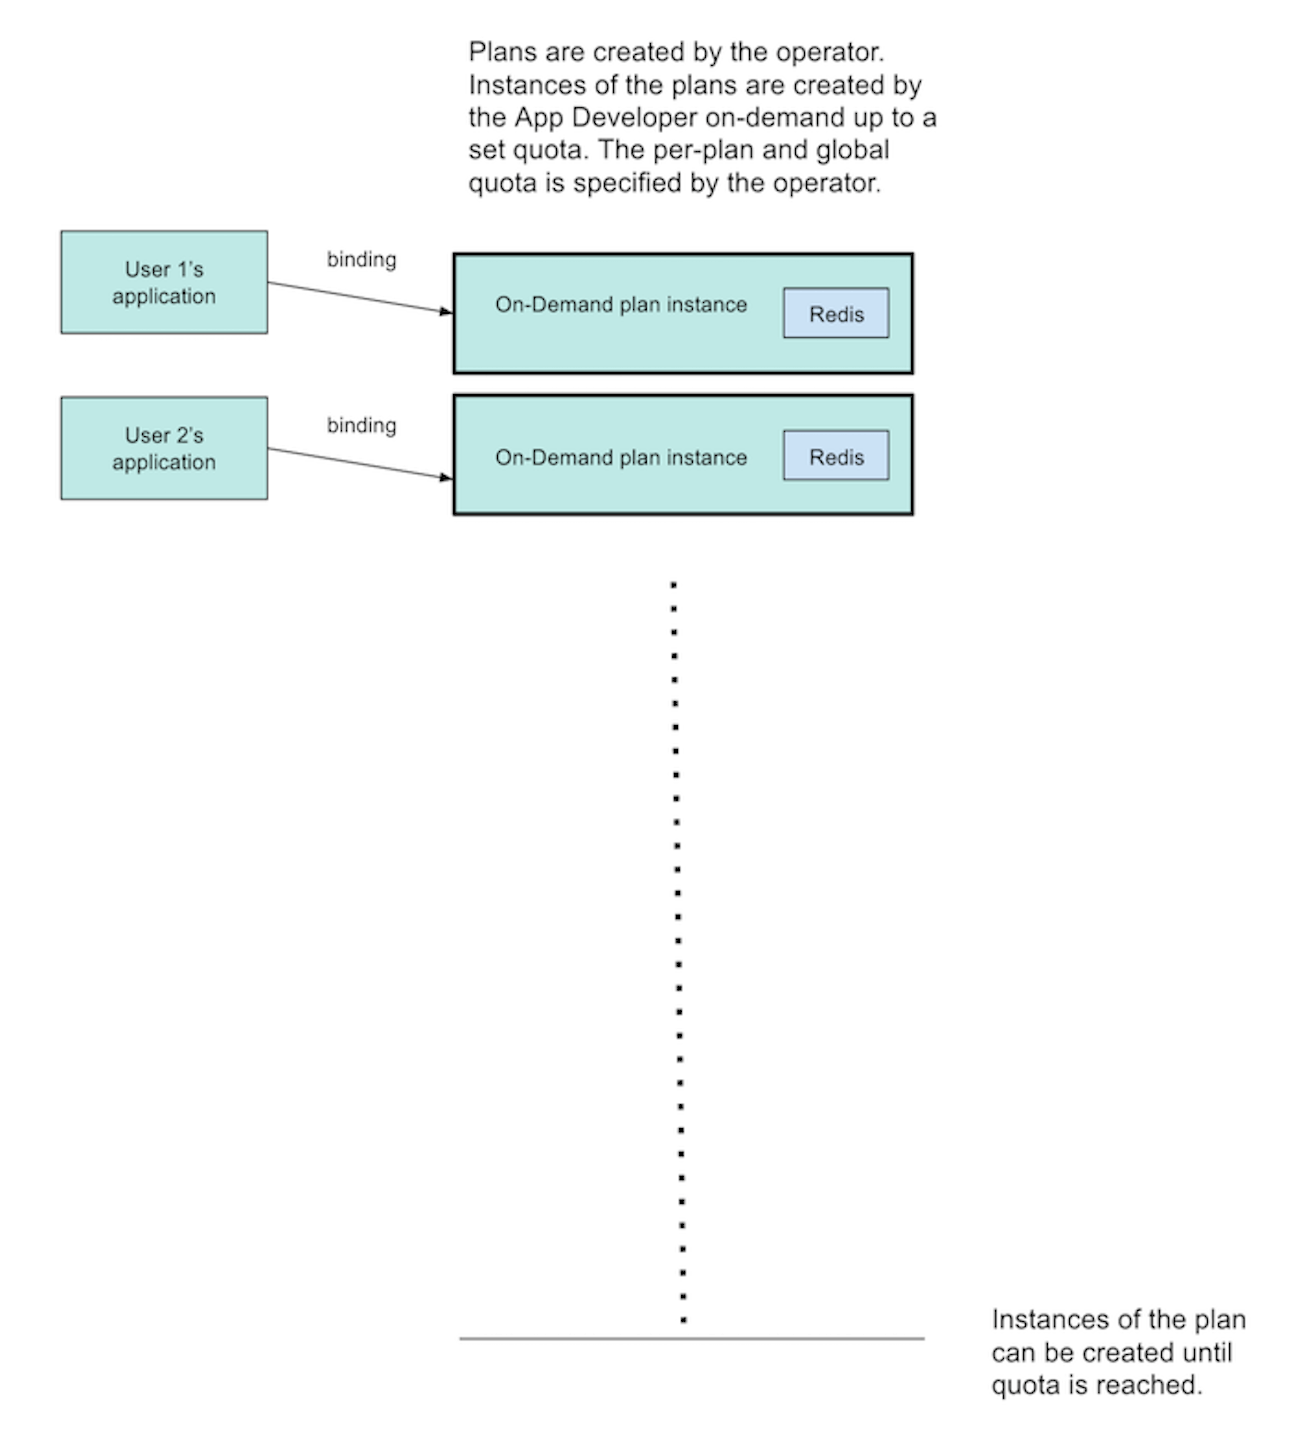 Plans are created by the operator.
Instances of the plans are created by
the App Developer on-demand up to a
set quota. The per-plan and global
quota is specified by the operator.
User 1's
application
binding
On-Demand plan instance
Redis
User 2's
application
binding
On-Demand plan instance
Redis
Instances of the plan
can be created until
quota is reached.